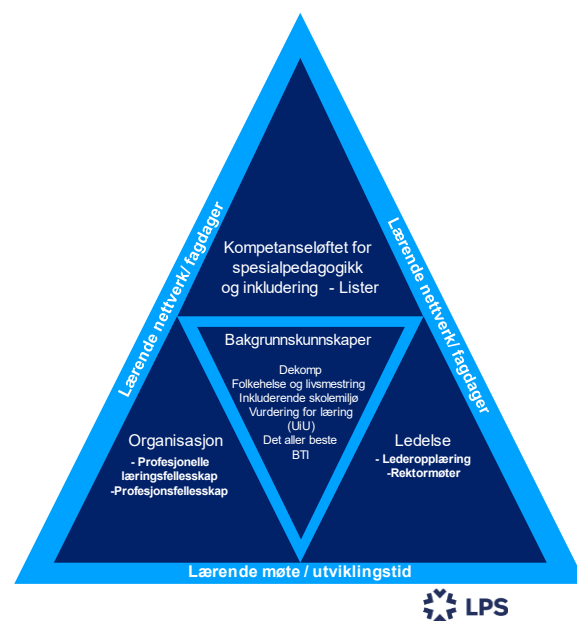 Lærende nettverk/ fagdager
Lærende nettverk/ fagdager
Kompetanseløftet for
spesialpedagogikk
og inkludering - Lister
Bakgrunnskunnskaper
Dekomp
Folkehelse og livsmestring
Inkluderende skolemiljø
Vurdering for læring
(UiU)
Det aller beste
BTI
Organisasjon
- Profesjonelle
læringsfellesskap
-Profesjonsfellesskap
Ledelse
- Lederopplæring
-Rektormøter
Lærende møte / utviklingstid
LPS